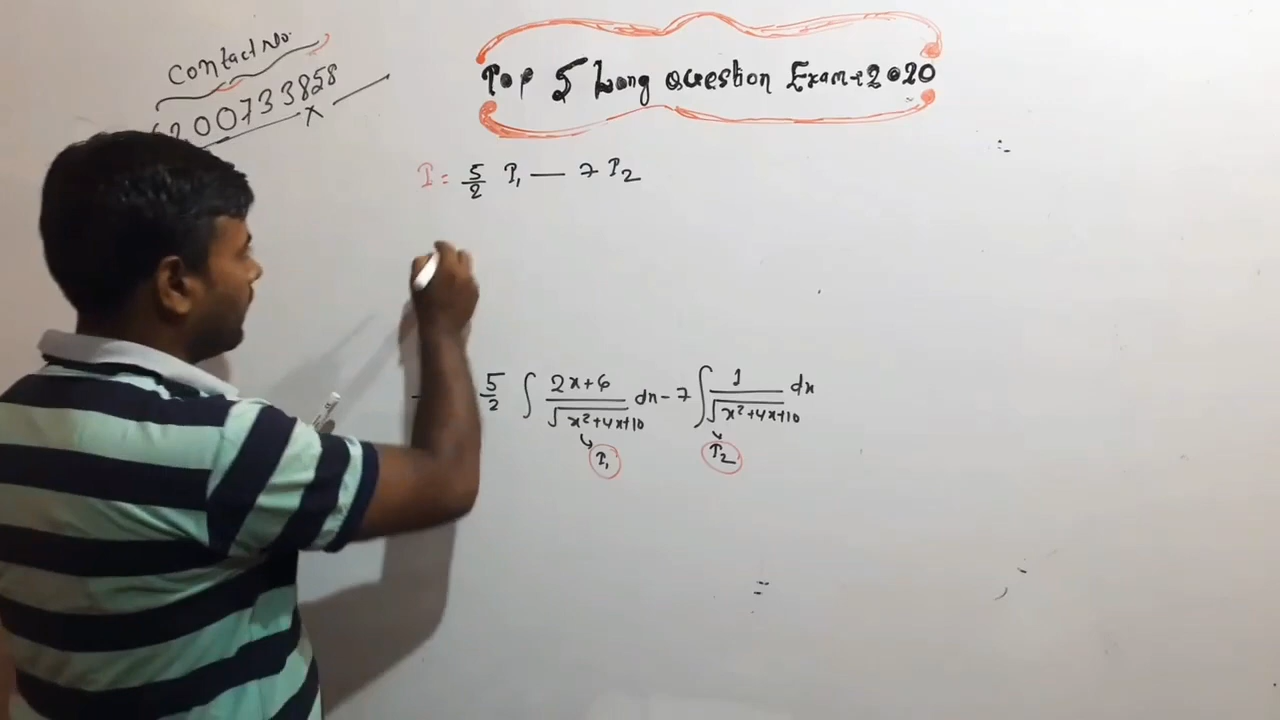 Contact No.
6200733858
Top 5 Long Question Exam-2020
I = 5/2 I₁ — 7 I₂
5/2 ∫ 2x+6/√x²+4x+10 dx - 7 ∫ 1/√x²+4x+10 dx
I₁ I₂